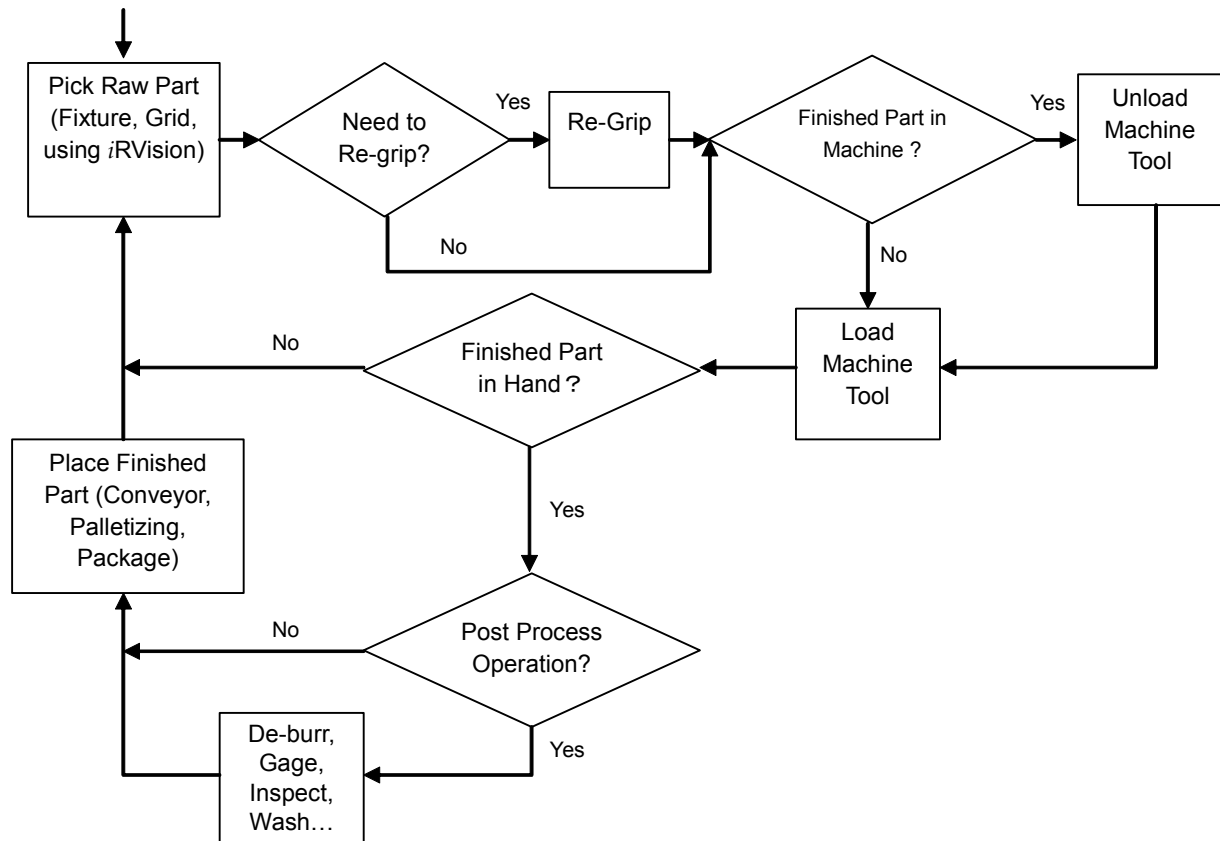 Pick Raw Part
(Fixture, Grid,
using iRVision)
Need to
Re-grip?
Yes
No
Re-Grip
Finished Part in
Machine ?
Yes
No
Unload
Machine
Tool
Load
Machine
Tool
Finished Part
in Hand ?
No
Yes
Place Finished
Part (Conveyor,
Palletizing,
Package)
Post Process
Operation?
No
Yes
De-burr,
Gage,
Inspect,
Wash…